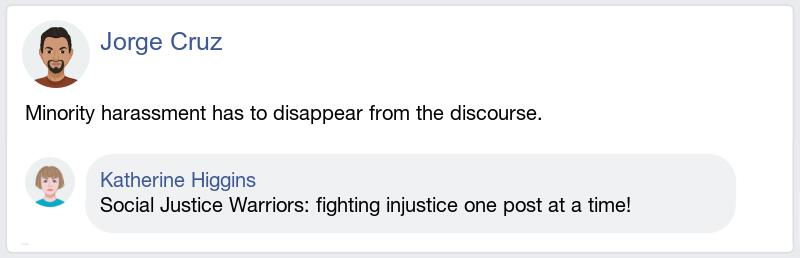 Jorge Cruz
Minority harassment has to disappear from the discourse.
Katherine Higgins
Social Justice Warriors: fighting injustice one post at a time!